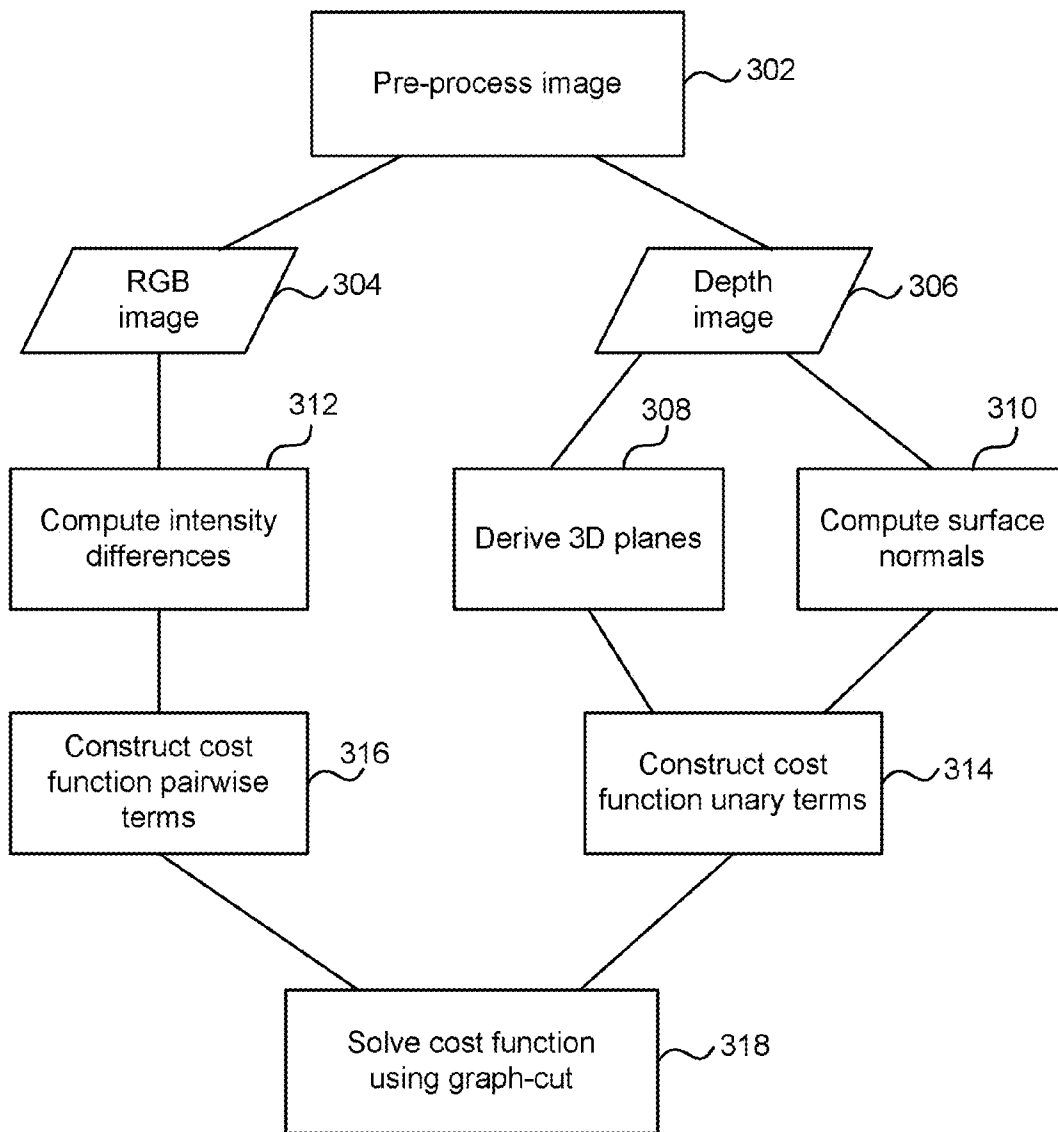 Pre-process image
302
RGB
image
304
Depth
image
306
312
308
310
Compute intensity
differences
Derive 3D planes
Compute surface
normals
Construct cost
function pairwise
terms
316
Construct cost
function unary terms
314
Solve cost function
using graph-cut
318